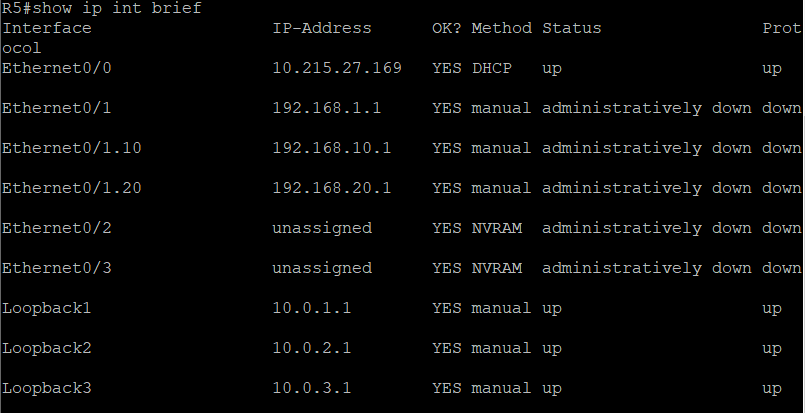 R5#show ip int brief
Interface                  IP-Address      OK? Method Status                Prot
ocol
Ethernet0/0                10.215.27.169   YES DHCP   up                    up
Ethernet0/1                192.168.1.1     YES manual administratively down down
Ethernet0/1.10             192.168.10.1    YES manual administratively down down
Ethernet0/1.20             192.168.20.1    YES manual administratively down down
Ethernet0/2                unassigned      YES NVRAM  administratively down down
Ethernet0/3                unassigned      YES NVRAM  administratively down down
Loopback1                  10.0.1.1        YES manual up                    up
Loopback2                  10.0.2.1        YES manual up                    up
Loopback3                  10.0.3.1        YES manual up                    up